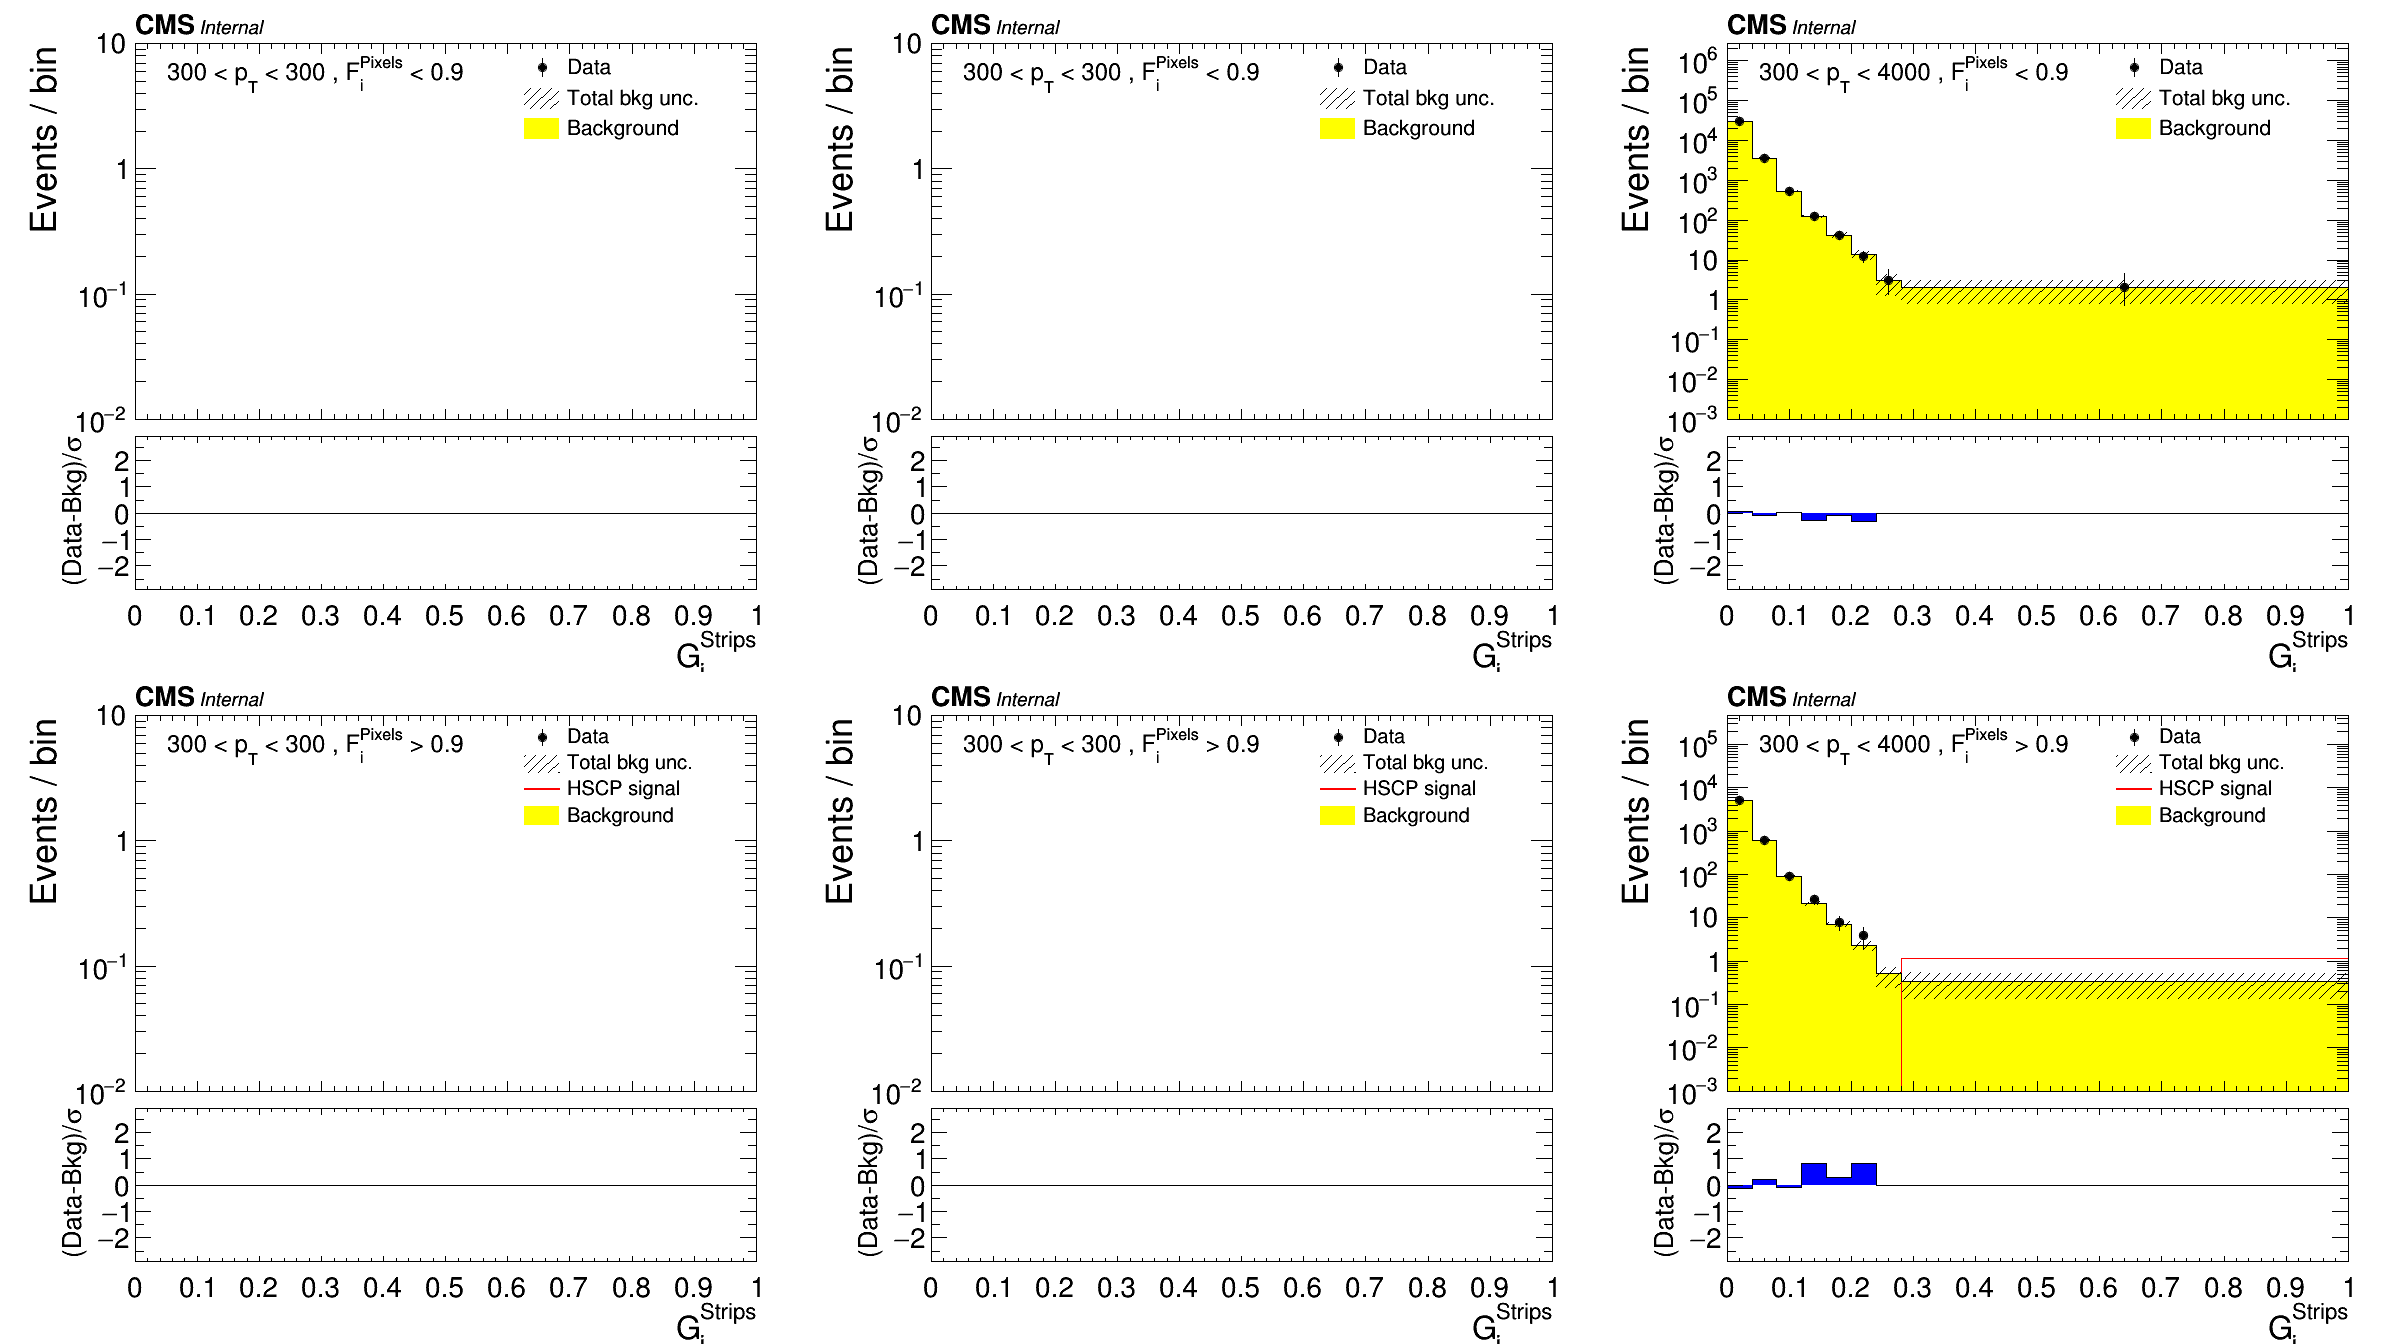 CMS Internal
Events / bin
300 < p_T < 300 , F_i^Pixels < 0.9
Data
Total bkg unc.
Background
10
1
10^−1
10^−2
(Data-Bkg)/σ
2
1
0
−1
−2
0 0.1 0.2 0.3 0.4 0.5 0.6 0.7 0.8 0.9 1
G_i^Strips
CMS Internal
Events / bin
300 < p_T < 300 , F_i^Pixels < 0.9
Data
Total bkg unc.
Background
10
1
10^−1
10^−2
(Data-Bkg)/σ
2
1
0
−1
−2
0 0.1 0.2 0.3 0.4 0.5 0.6 0.7 0.8 0.9 1
G_i^Strips
CMS Internal
Events / bin
300 < p_T < 4000 , F_i^Pixels < 0.9
Data
Total bkg unc.
Background
10^6
10^5
10^4
10^3
10^2
10
1
10^−1
10^−2
10^−3
(Data-Bkg)/σ
2
1
0
−1
−2
0 0.1 0.2 0.3 0.4 0.5 0.6 0.7 0.8 0.9 1
G_i^Strips
CMS Internal
Events / bin
300 < p_T < 300 , F_i^Pixels > 0.9
Data
Total bkg unc.
HSCP signal
Background
10
1
10^−1
10^−2
(Data-Bkg)/σ
2
1
0
−1
−2
0 0.1 0.2 0.3 0.4 0.5 0.6 0.7 0.8 0.9 1
G_i^Strips
CMS Internal
Events / bin
300 < p_T < 300 , F_i^Pixels > 0.9
Data
Total bkg unc.
HSCP signal
Background
10
1
10^−1
10^−2
(Data-Bkg)/σ
2
1
0
−1
−2
0 0.1 0.2 0.3 0.4 0.5 0.6 0.7 0.8 0.9 1
G_i^Strips
CMS Internal
Events / bin
300 < p_T < 4000 , F_i^Pixels > 0.9
Data
Total bkg unc.
HSCP signal
Background
10^5
10^4
10^3
10^2
10
1
10^−1
10^−2
10^−3
(Data-Bkg)/σ
2
1
0
−1
−2
0 0.1 0.2 0.3 0.4 0.5 0.6 0.7 0.8 0.9 1
G_i^Strips